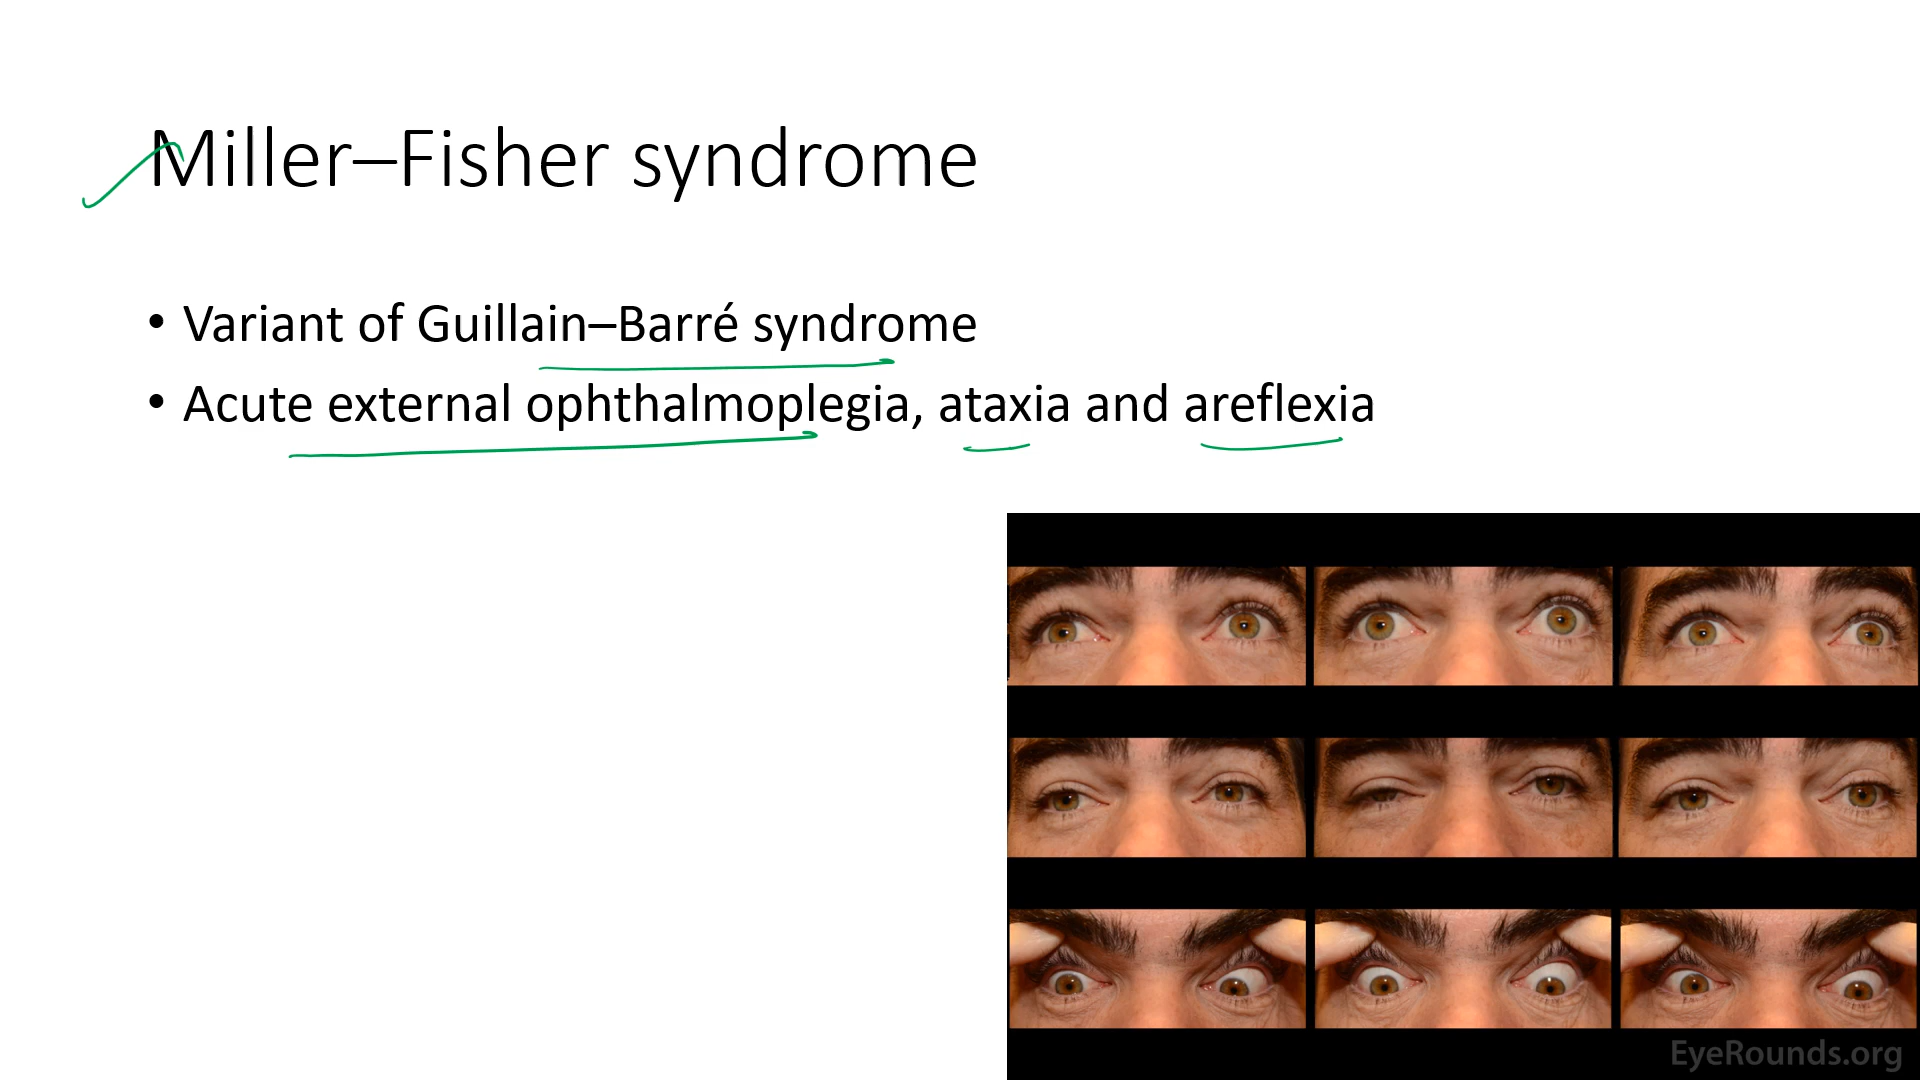 Miller–Fisher syndrome
• Variant of Guillain–Barré syndrome
• Acute external ophthalmoplegia, ataxia and areflexia
EyeRounds.org